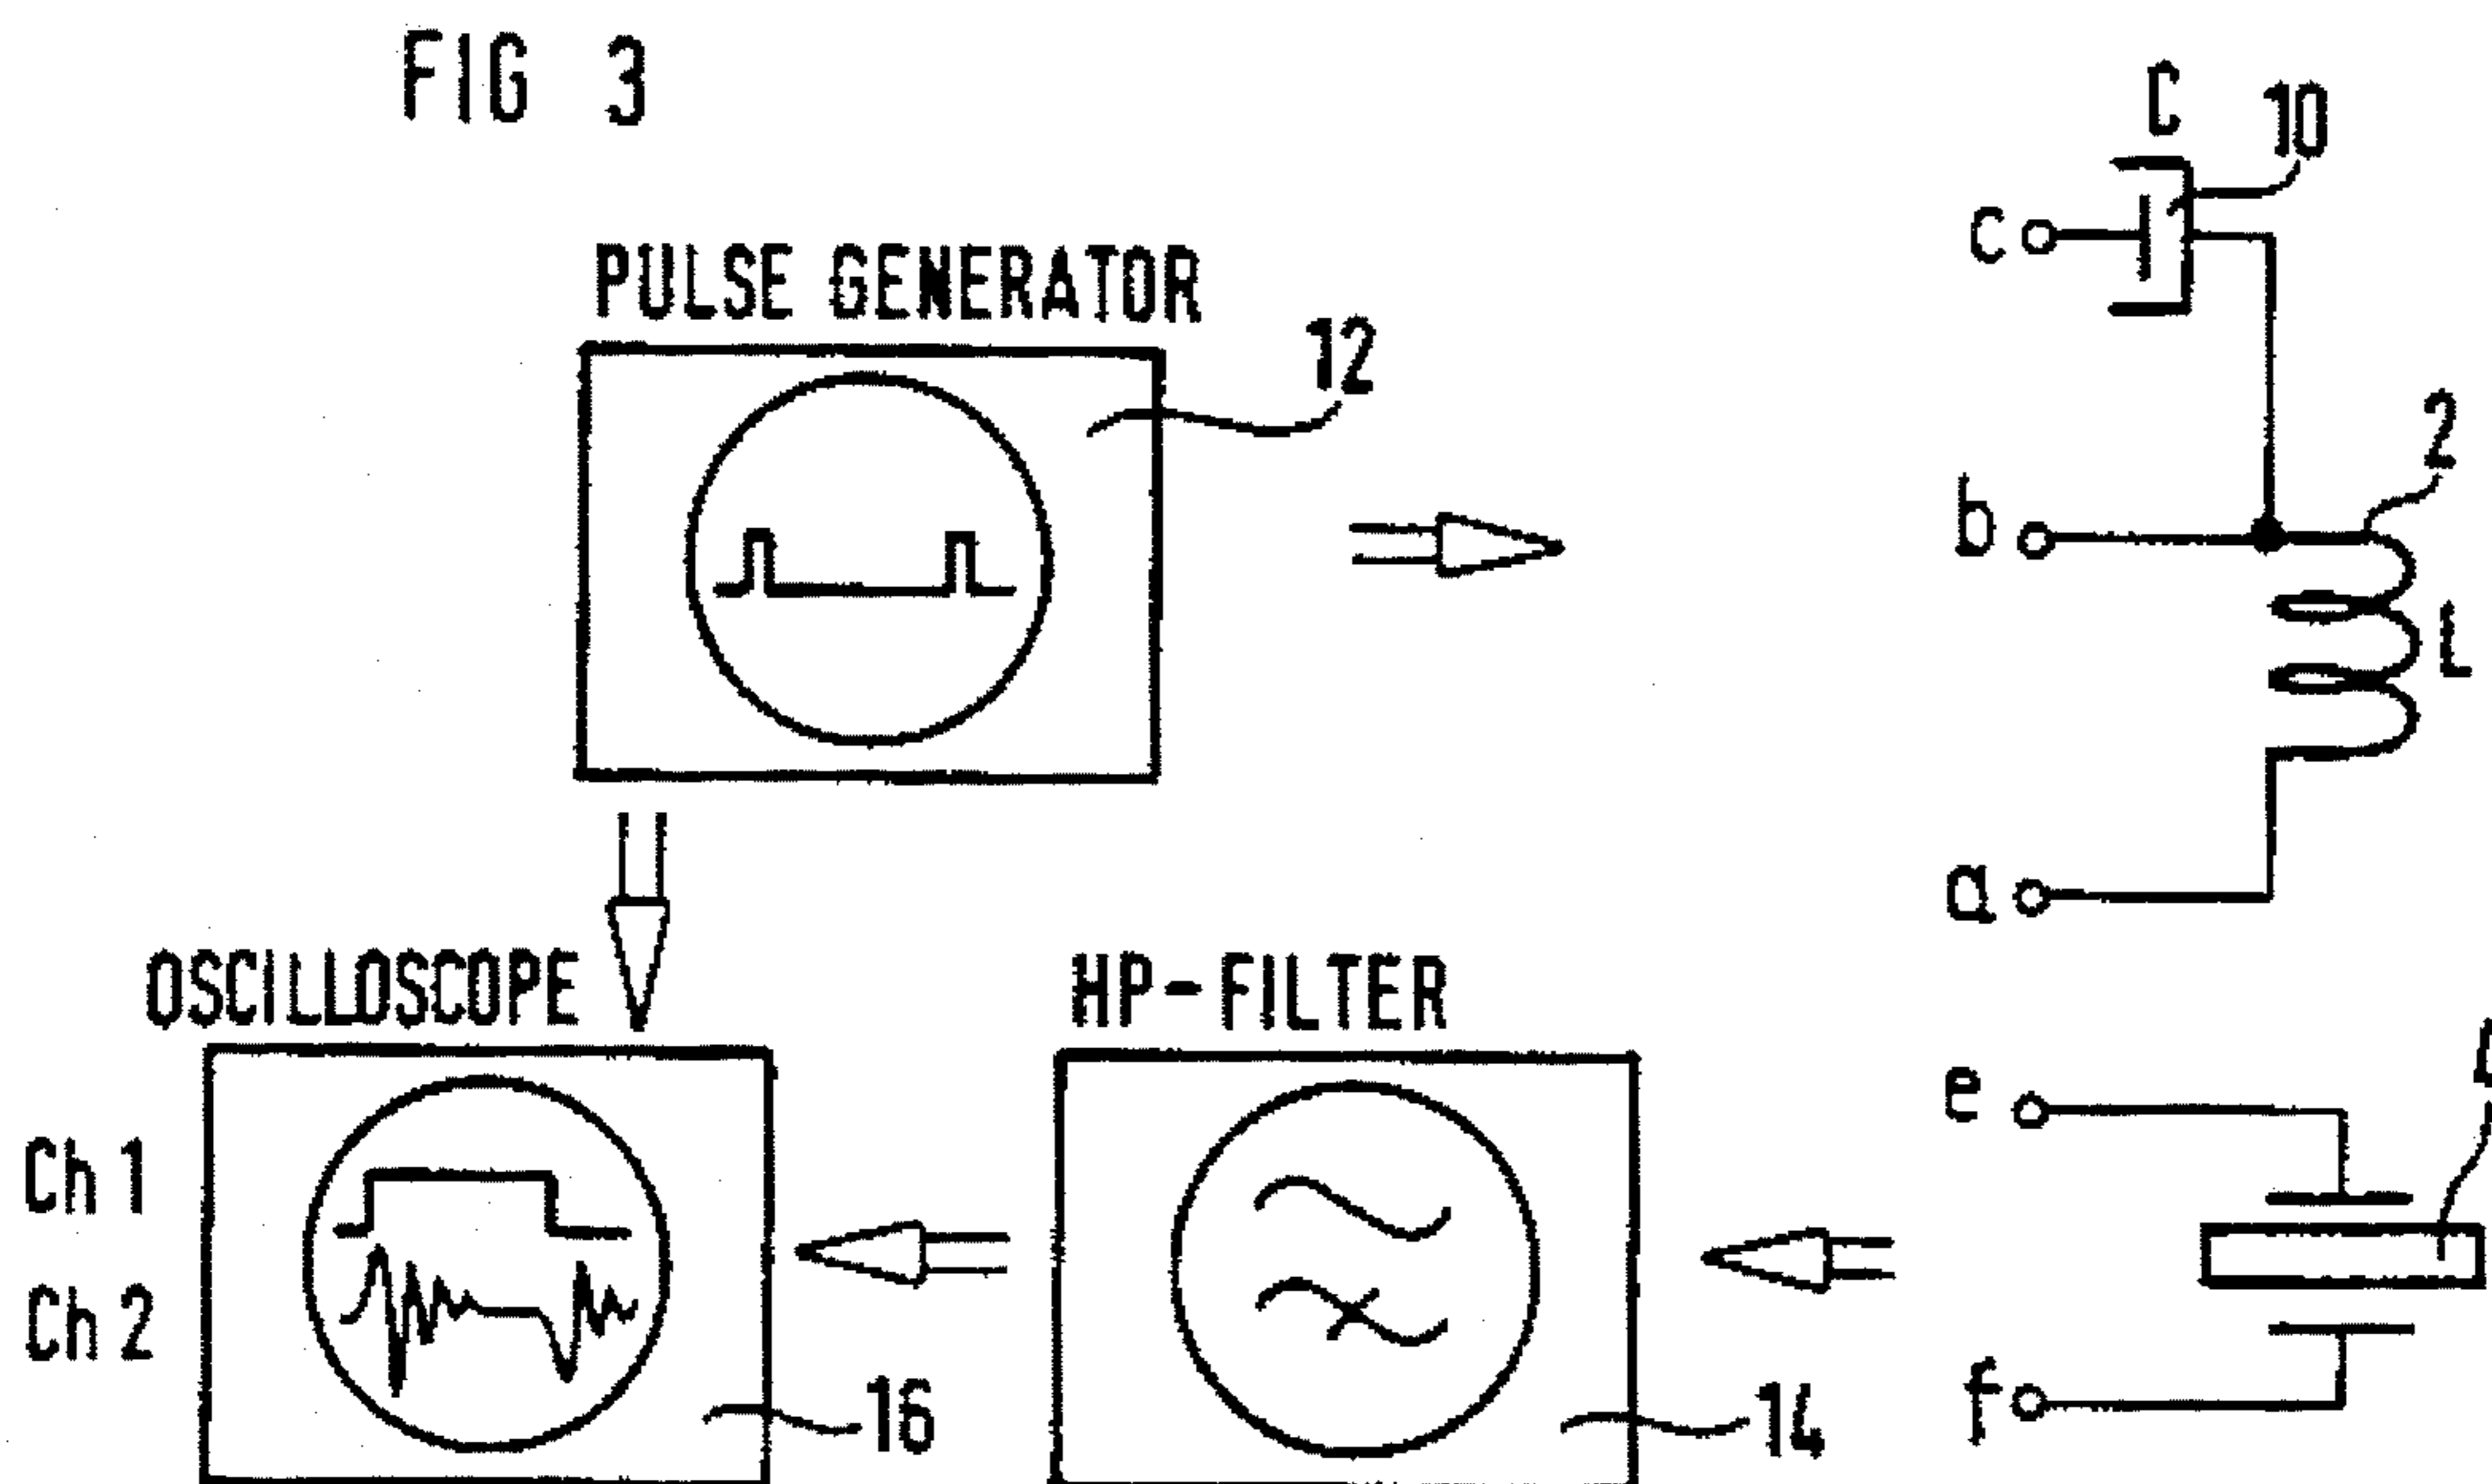 FIG 3
C
10
c
PULSE GENERATOR
12
2
b
L
a
OSCILLOSCOPE
HP-FILTER
e
Ch 1
Ch 2
16
14
f